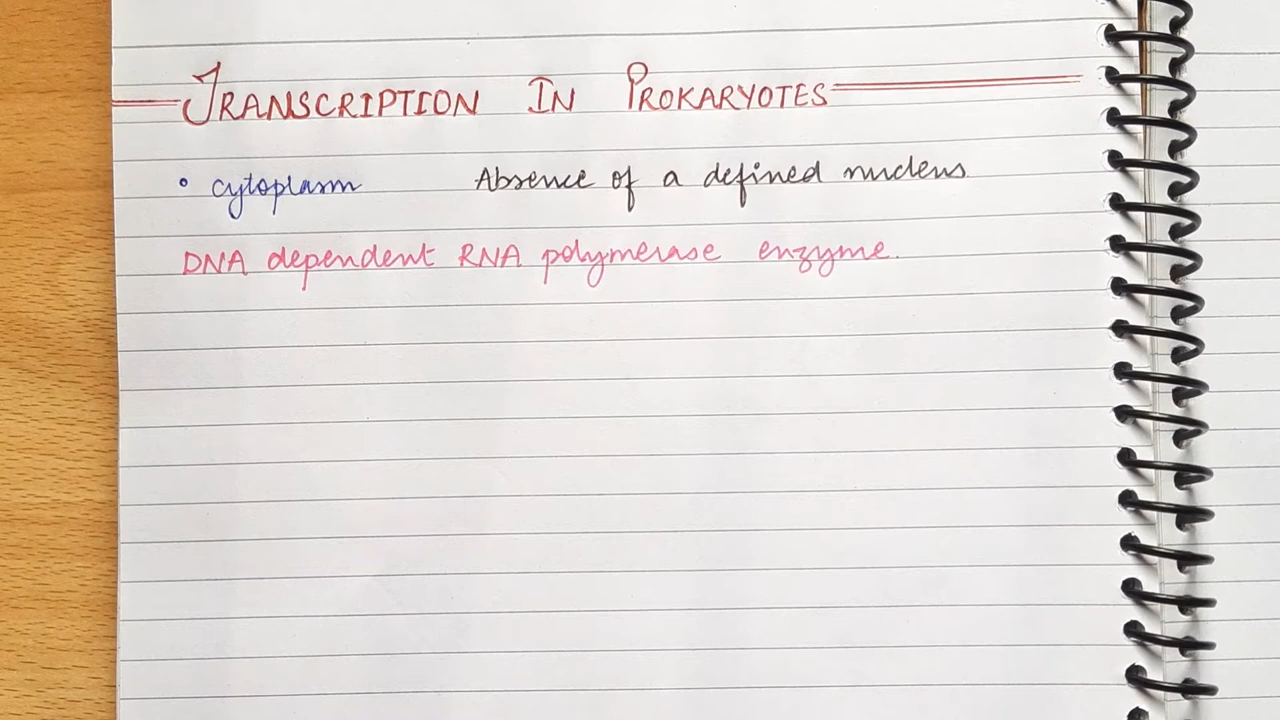 TRANSCRIPTION IN PROKARYOTES
• cytoplasm Absence of a defined nucleus
DNA dependent RNA polymerase enzyme.